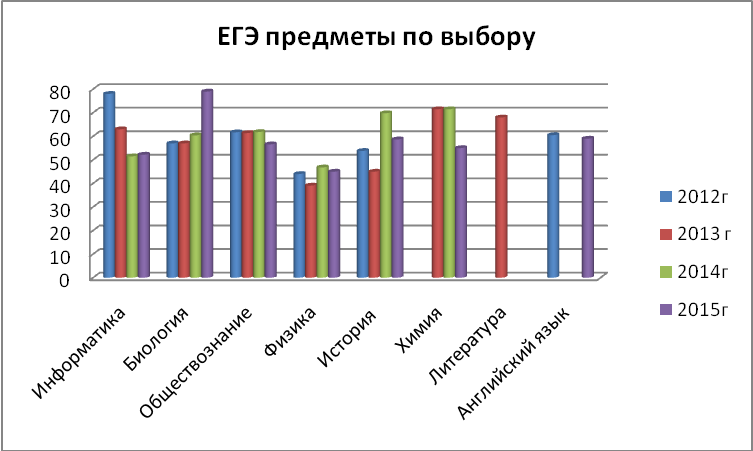 ЕГЭ предметы по выбору
80
70
60
50
40
30
20
10
0
Информатика
Биология
Обществознание
Физика
История
Химия
Литература
Английский язык
2012г
2013 г
2014г
2015г